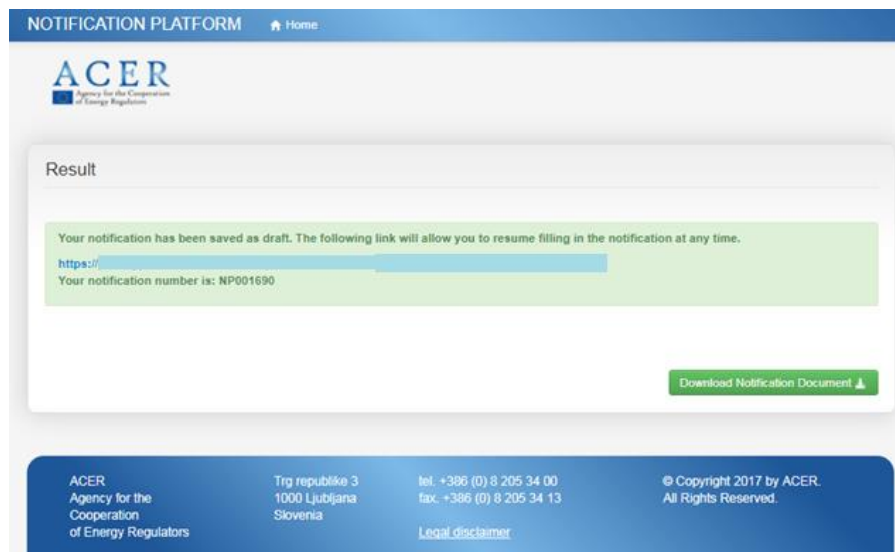 NOTIFICATION PLATFORM Home
ACER
Agency for the Cooperation
of Energy Regulators
Result
Your notification has been saved as draft. The following link will allow you to resume filling in the notification at any time.
https://
Your notification number is: NP001690
Download Notification Document
ACER
Agency for the
Cooperation
of Energy Regulators
Trg republike 3
1000 Ljubljana
Slovenia
tel. +386 (0) 8 205 34 00
fax. +386 (0) 8 205 34 13
Legal disclaimer
© Copyright 2017 by ACER.
All Rights Reserved.